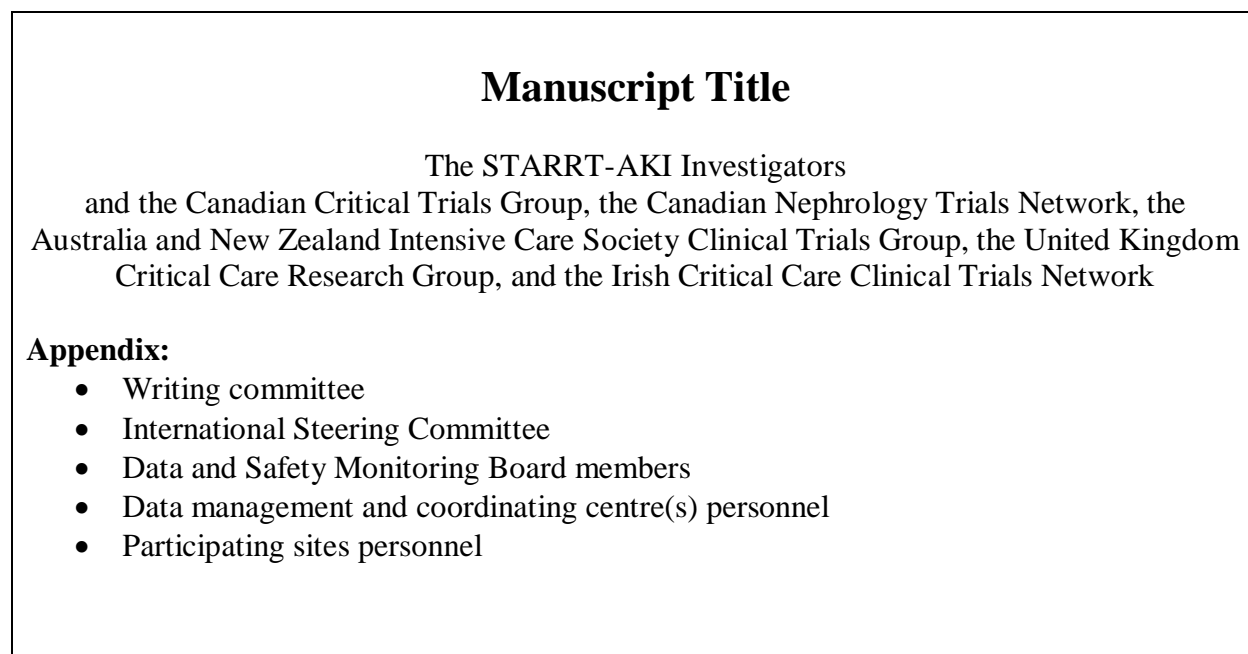 Manuscript Title
The STARRT-AKI Investigators
and the Canadian Critical Trials Group, the Canadian Nephrology Trials Network, the
Australia and New Zealand Intensive Care Society Clinical Trials Group, the United Kingdom
Critical Care Research Group, and the Irish Critical Care Clinical Trials Network
Appendix:
• Writing committee
• International Steering Committee
• Data and Safety Monitoring Board members
• Data management and coordinating centre(s) personnel
• Participating sites personnel